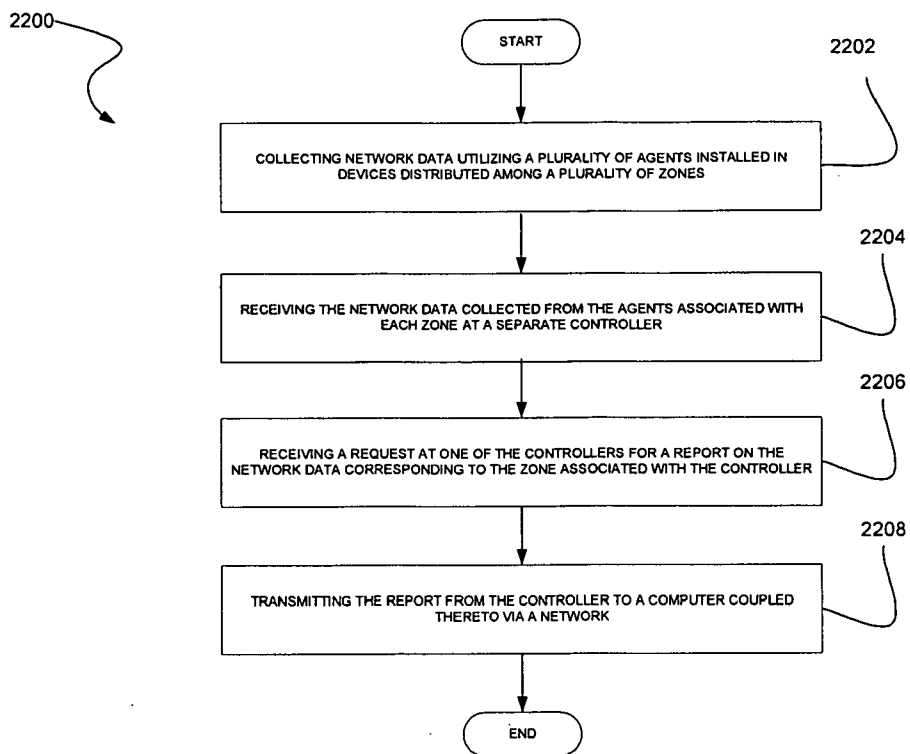 2200
START
2202
COLLECTING NETWORK DATA UTILIZING A PLURALITY OF AGENTS INSTALLED IN
DEVICES DISTRIBUTED AMONG A PLURALITY OF ZONES
2204
RECEIVING THE NETWORK DATA COLLECTED FROM THE AGENTS ASSOCIATED WITH
EACH ZONE AT A SEPARATE CONTROLLER
2206
RECEIVING A REQUEST AT ONE OF THE CONTROLLERS FOR A REPORT ON THE
NETWORK DATA CORRESPONDING TO THE ZONE ASSOCIATED WITH THE CONTROLLER
2208
TRANSMITTING THE REPORT FROM THE CONTROLLER TO A COMPUTER COUPLED
THERETO VIA A NETWORK
END